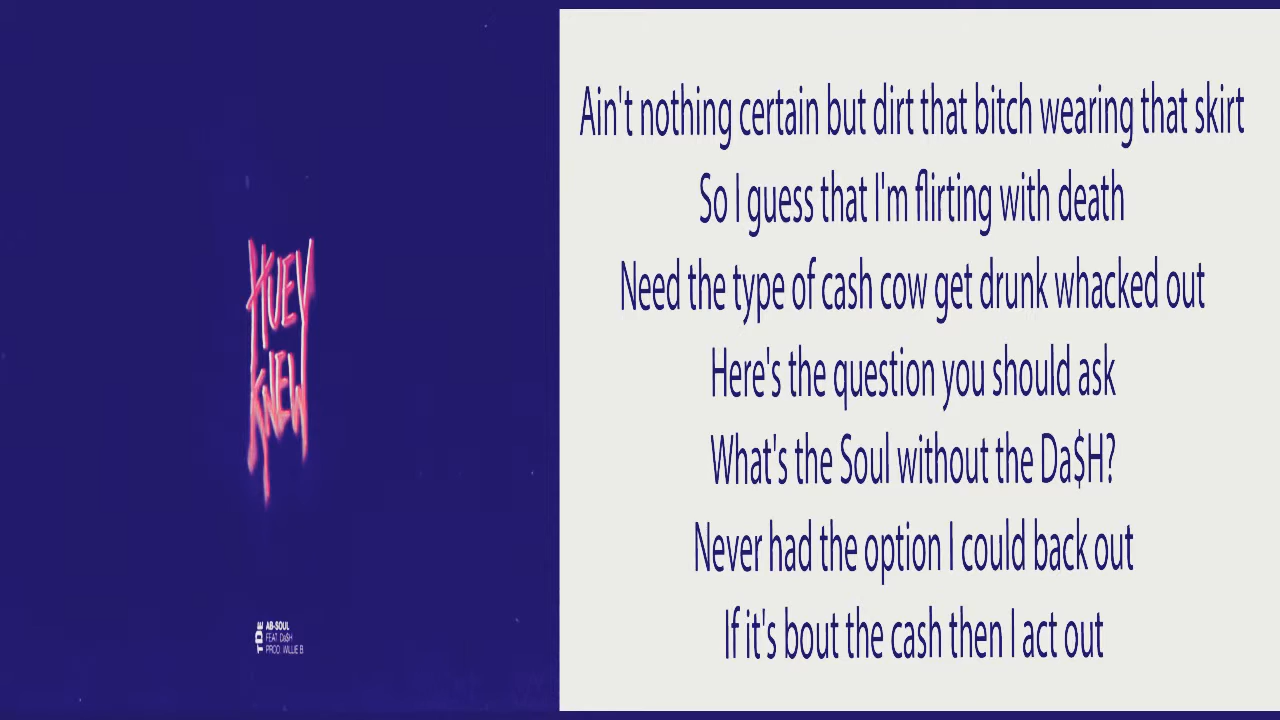 HUEY
KNEW
TDE
AB-SOUL
FEAT DA$H
PROD. WILLIE B
Ain't nothing certain but dirt that bitch wearing that skirt
So I guess that I'm flirting with death
Need the type of cash cow get drunk whacked out
Here's the question you should ask
What's the Soul without the Da$H?
Never had the option I could back out
If it's bout the cash then I act out